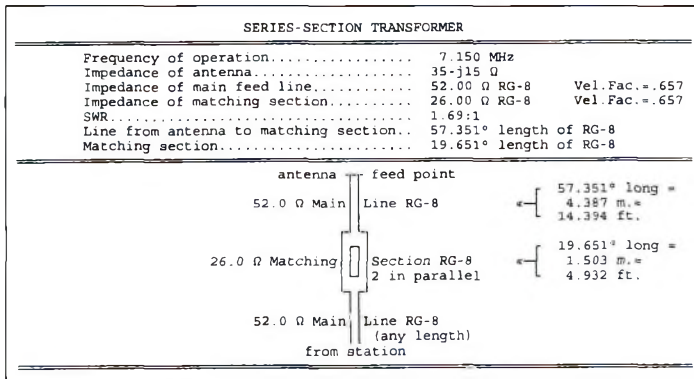 SERIES-SECTION TRANSFORMER
Frequency of operation................. 7.150 MHz
Impedance of antenna................... 35-j15 Ω
Impedance of main feed line............ 52.00 Ω RG-8 Vel.Fac.=.657
Impedance of matching section.......... 26.00 Ω RG-8 Vel.Fac.=.657
SWR.................................... 1.69:1
Line from antenna to matching section.. 57.351° length of RG-8
Matching section....................... 19.651° length of RG-8
antenna feed point
52.0 Ω Main Line RG-8
57.351° long =
4.387 m.=
14.394 ft.
26.0 Ω Matching Section RG-8
2 in parallel
19.651° long =
1.503 m.=
4.932 ft.
52.0 Ω Main Line RG-8
(any length)
from station